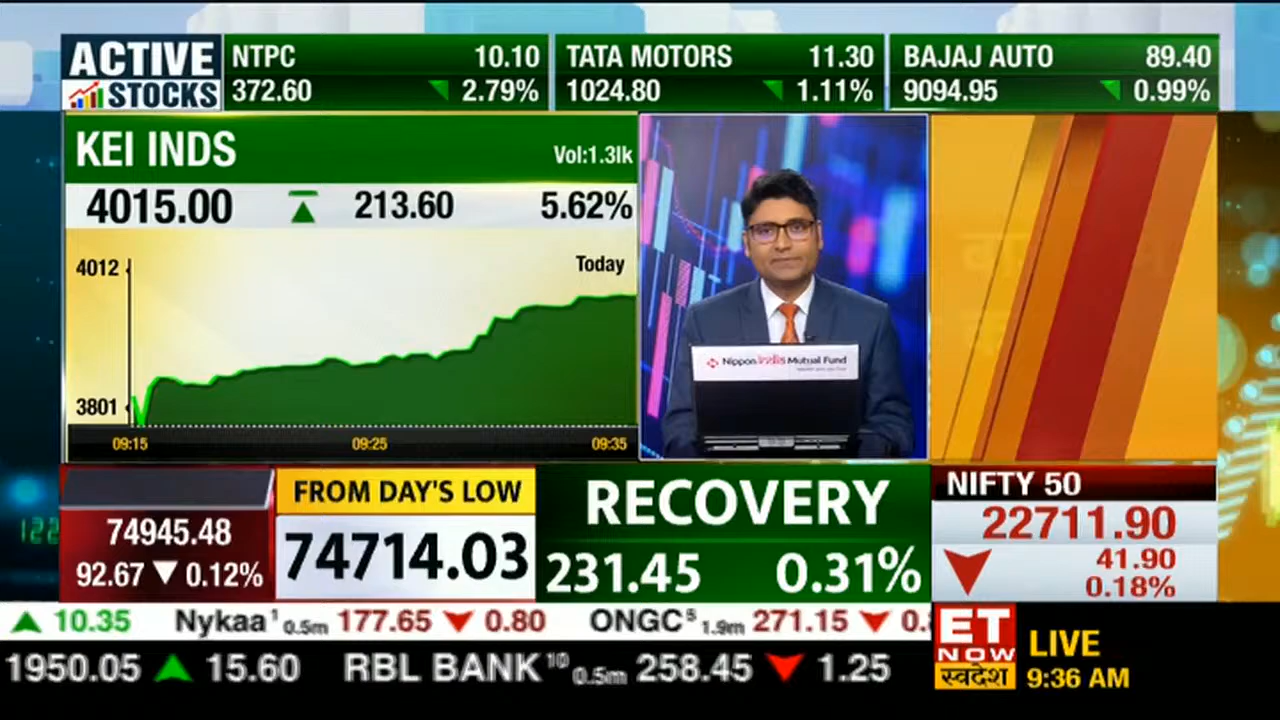 ACTIVE
STOCKS
NTPC 10.10
372.60 2.79%
TATA MOTORS 11.30
1024.80 1.11%
BAJAJ AUTO 89.40
9094.95 0.99%
KEI INDS Vol:1.3lk
4015.00 213.60 5.62%
4012 Today
3801
09:15 09:25 09:35
Nippon india Mutual Fund
74945.48
92.67 ▼ 0.12%
FROM DAY'S LOW
74714.03
RECOVERY
231.45 0.31%
NIFTY 50
22711.90
41.90
0.18%
▲ 10.35 Nykaa¹ 0.5m 177.65 ▼ 0.80 ONGC⁵ 1.9m 271.15 ▼
1950.05 ▲ 15.60 RBL BANK¹⁰ 0.5m 258.45 ▼ 1.25
ET
NOW
स्वदेश
LIVE
9:36 AM
122